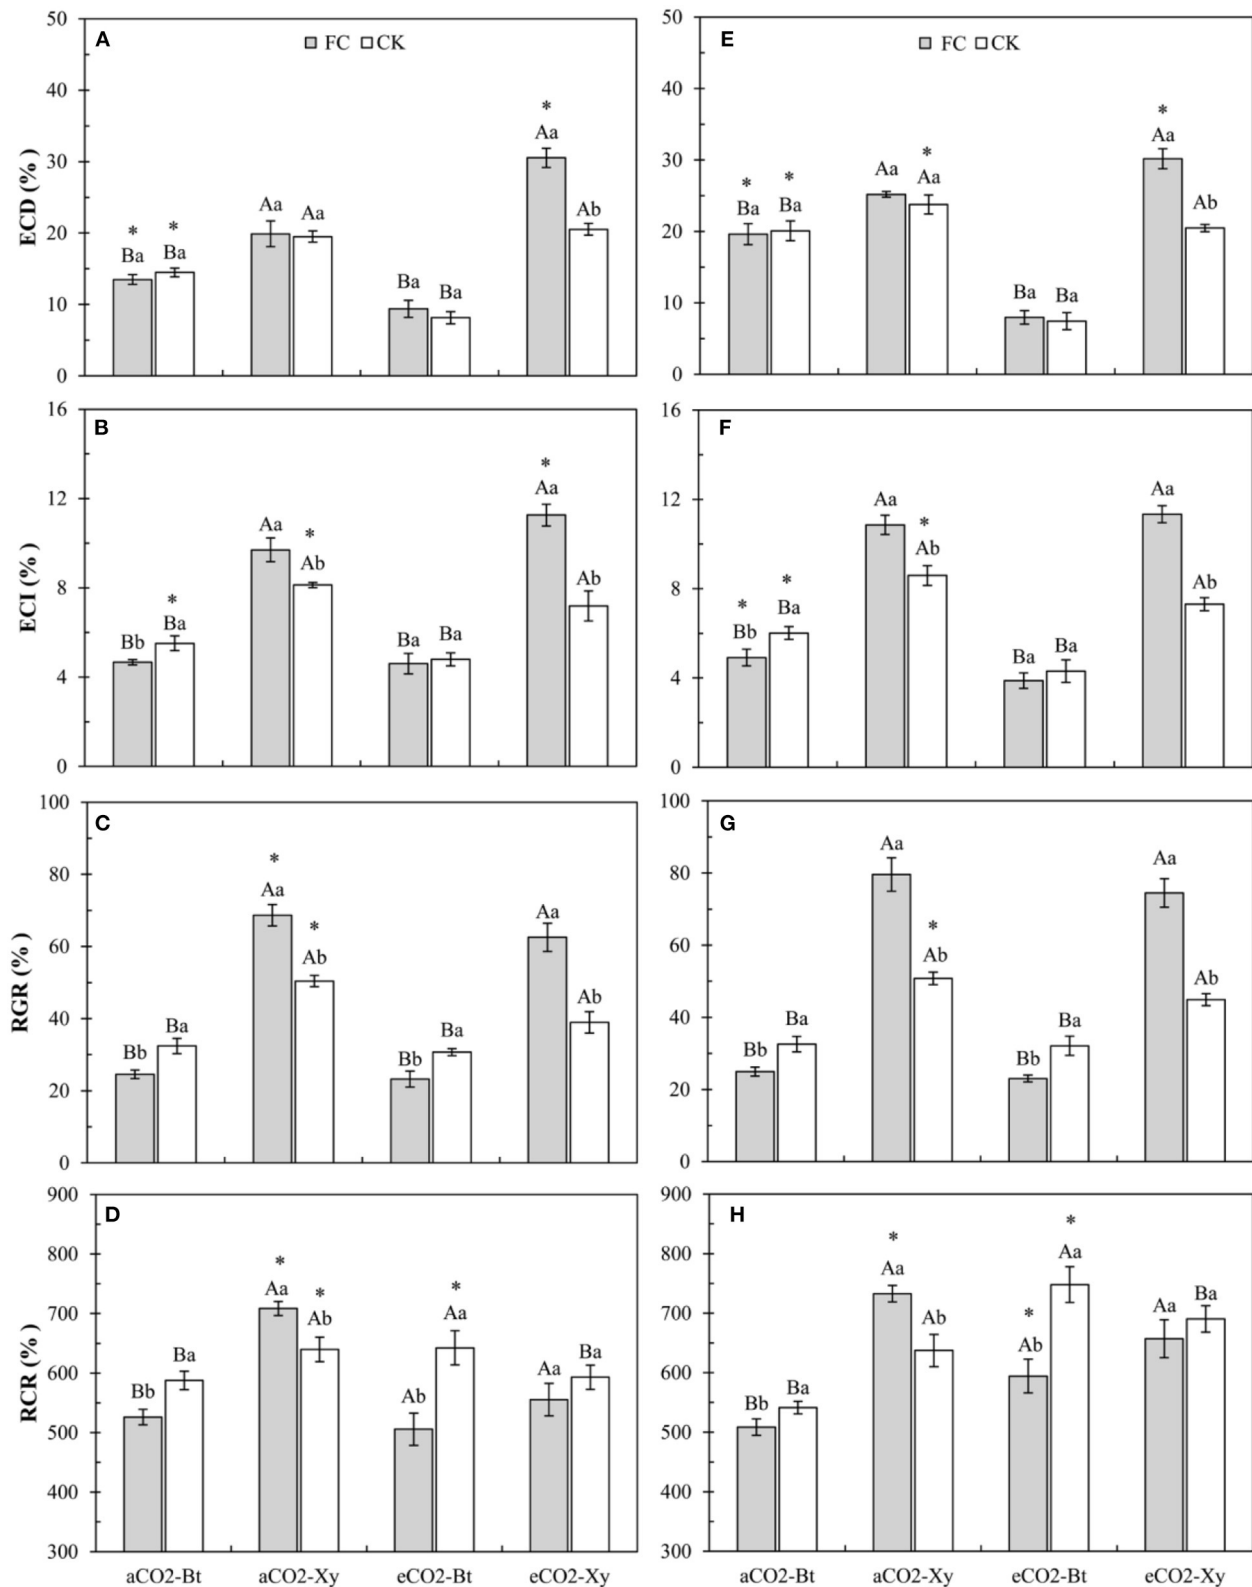 A
FC CK
50
40
30
20
10
0
ECD (% )
* Ba
* Ba
Aa
Aa
Ba
Ba
* Aa
Ab
E
FC CK
50
40
30
20
10
0
* Ba
* Ba
Aa
* Aa
Ba
Ba
* Aa
Ab
B
16
12
8
4
0
ECI (% )
Bb
* Ba
Aa
* Ab
Ba
Ba
* Aa
Ab
F
16
12
8
4
0
* Bb
* Ba
Aa
* Ab
Ba
Ba
Aa
Ab
C
100
80
60
40
20
0
RGR (% )
Bb
Ba
* Aa
* Ab
Bb
Ba
Aa
Ab
G
100
80
60
40
20
0
Bb
Ba
Aa
* Ab
Bb
Ba
Aa
Ab
D
900
800
700
600
500
400
300
RCR (% )
Bb
Ba
* Aa
* Ab
Ab
* Aa
Aa
Ba
aCO2-Bt aCO2-Xy eCO2-Bt eCO2-Xy
H
900
800
700
600
500
400
300
Bb
Ba
* Aa
Ab
* Ab
* Aa
Aa
Ba
aCO2-Bt aCO2-Xy eCO2-Bt eCO2-Xy